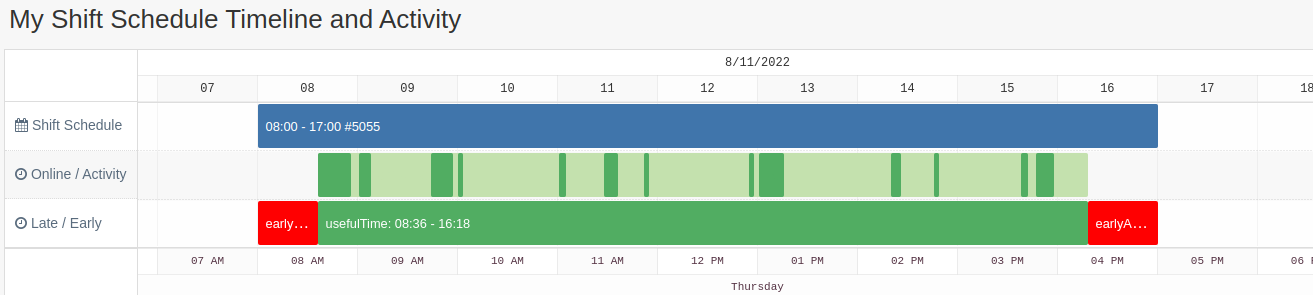 My Shift Schedule Timeline and Activity
8/11/2022
07 08 09 10 11 12 13 14 15 16 17 18
Shift Schedule 08:00 - 17:00 #5055
Online / Activity
Late / Early early... usefulTime: 08:36 - 16:18 earlyA...
07 AM 08 AM 09 AM 10 AM 11 AM 12 PM 01 PM 02 PM 03 PM 04 PM 05 PM 06
Thursday